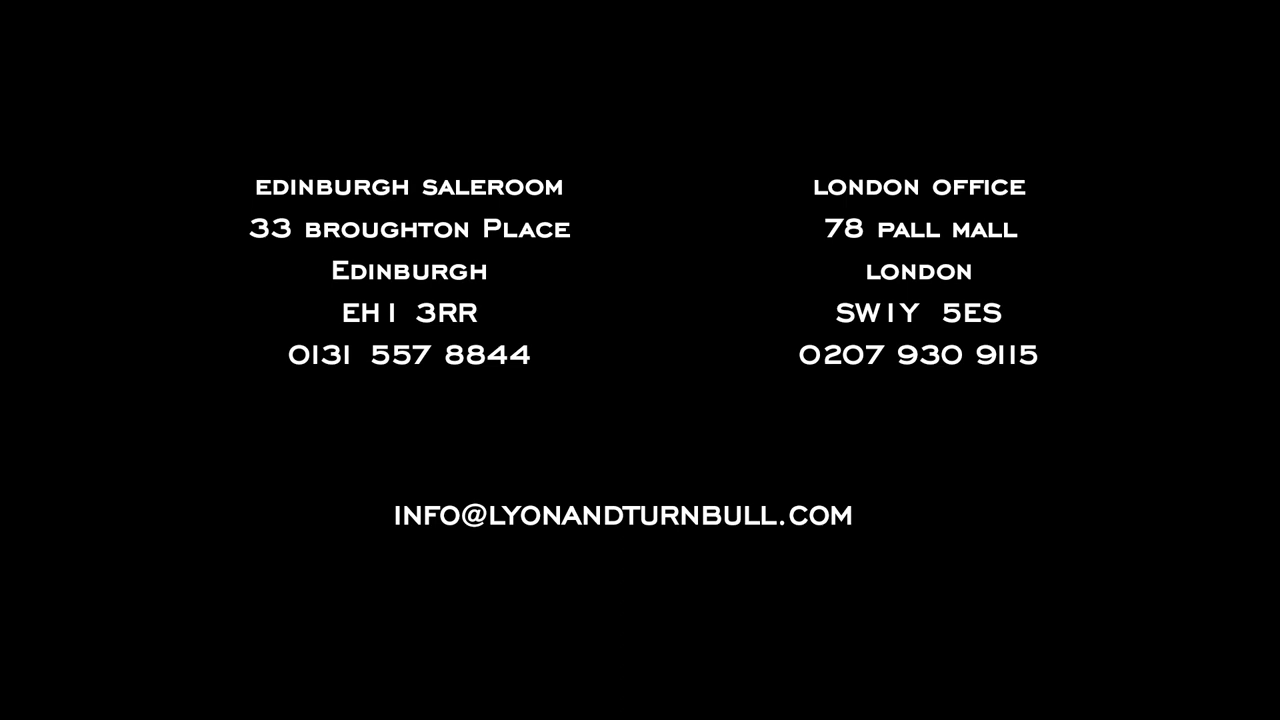 EDINBURGH SALEROOM
33 BROUGHTON PLACE
EDINBURGH
EH1 3RR
0131 557 8844
LONDON OFFICE
78 PALL MALL
LONDON
SW1Y 5ES
0207 930 9115
INFO@LYONANDTURNBULL.COM